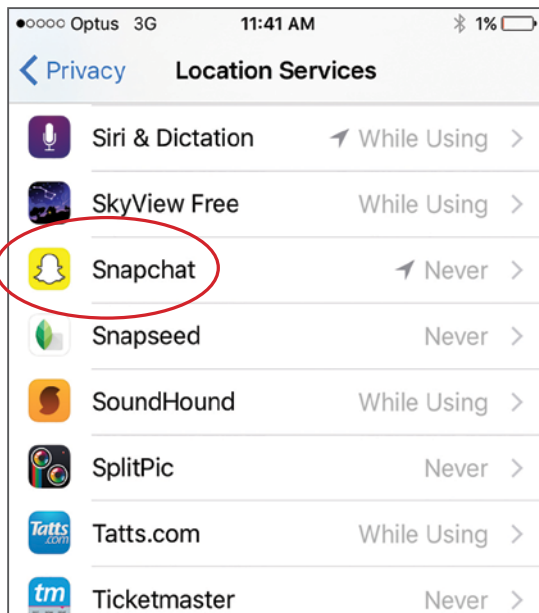 Optus 3G 11:41 AM 1%
Privacy Location Services
Siri & Dictation While Using
SkyView Free While Using
Snapchat Never
Snapseed Never
SoundHound While Using
SplitPic Never
Tatts.com Tatts.com While Using
tm Ticketmaster Never